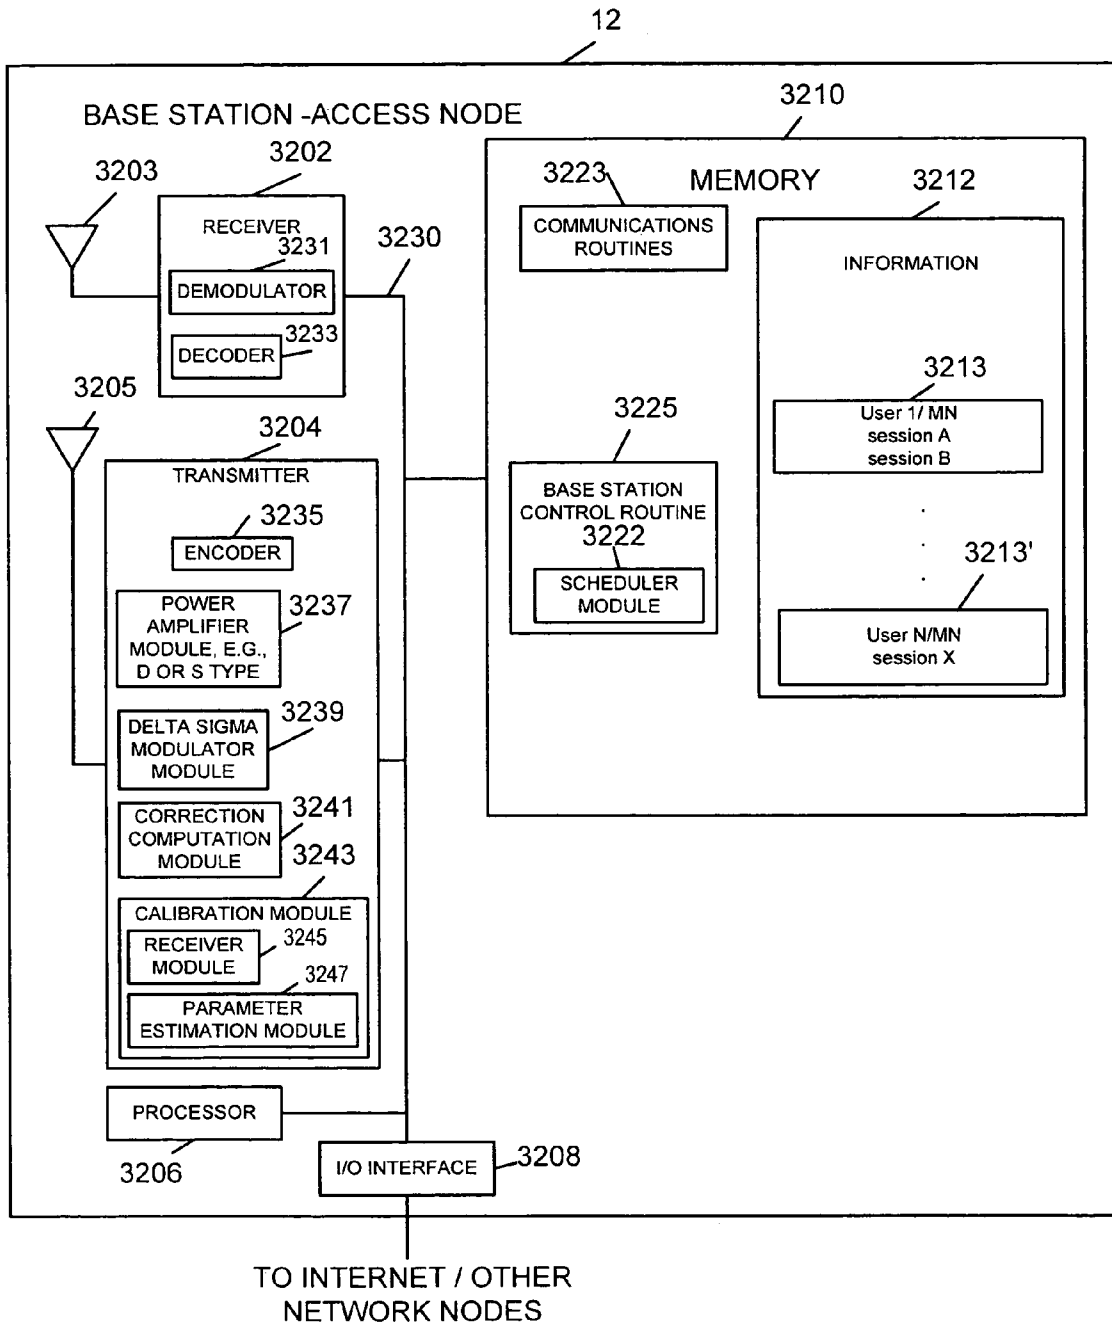 12
BASE STATION -ACCESS NODE
3210
3203
3202
3223
MEMORY
3212
RECEIVER
3231
3230
COMMUNICATIONS
ROUTINES
INFORMATION
DEMODULATOR
3233
DECODER
3205
3213
3225
User 1/ MN
session A
session B
3204
TRANSMITTER
BASE STATION
CONTROL ROUTINE
3235
3222
ENCODER
.
.
.
3213'
SCHEDULER
MODULE
POWER
AMPLIFIER
MODULE, E.G.,
D OR S TYPE
3237
User N/MN
session X
3239
DELTA SIGMA
MODULATOR
MODULE
CORRECTION
COMPUTATION
MODULE
3241
3243
CALIBRATION MODULE
RECEIVER
MODULE
3245
3247
PARAMETER
ESTIMATION MODULE
PROCESSOR
3206
I/O INTERFACE
3208
TO INTERNET / OTHER
NETWORK NODES